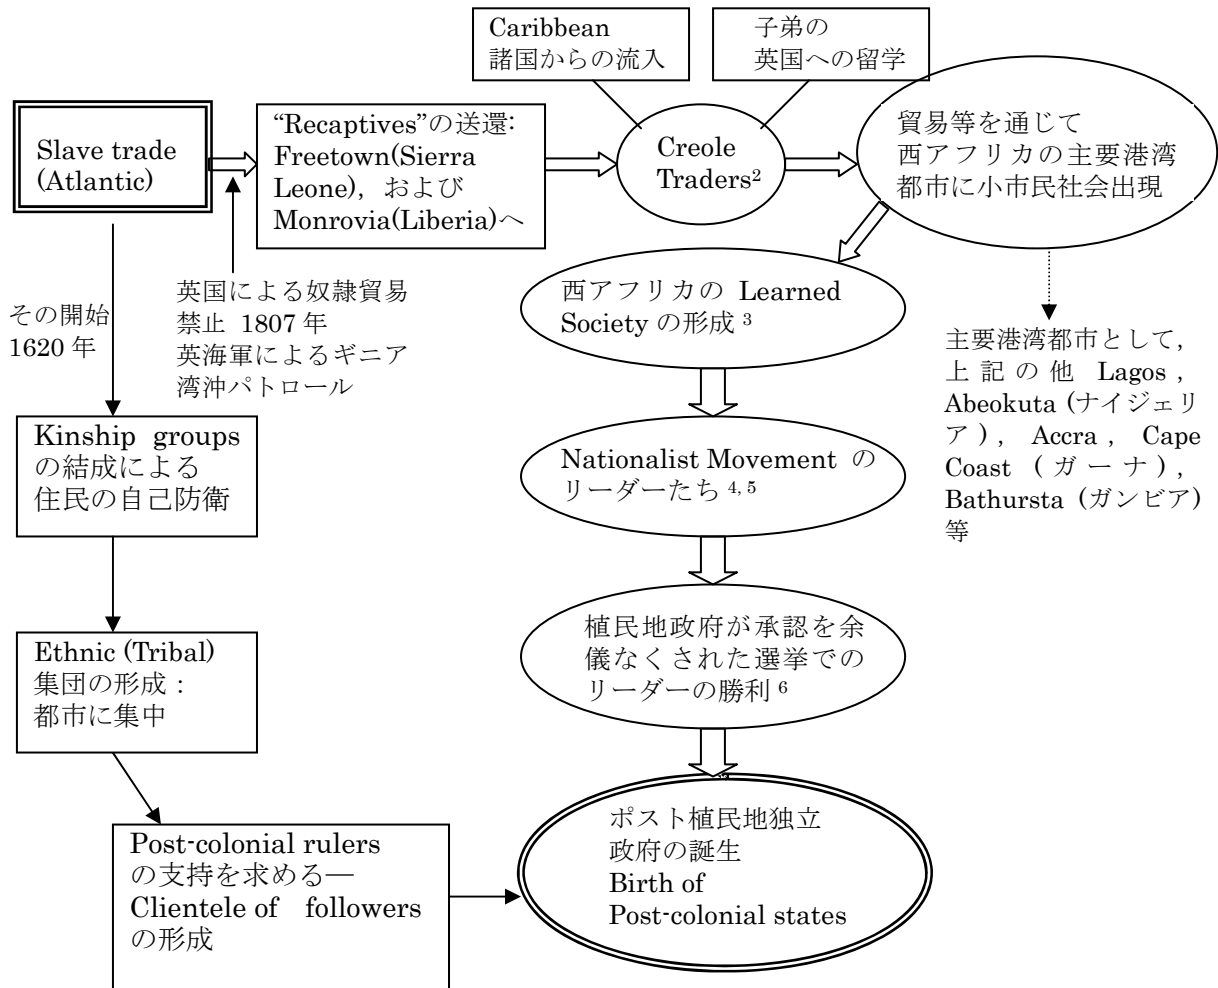 Caribbean
諸国からの流入
子弟の
英国への留学
Slave trade
(Atlantic)
“Recaptives”の送還:
Freetown(Sierra
Leone), および
Monrovia(Liberia)へ
Creole
Traders2
貿易等を通じて
西アフリカの主要港湾
都市に小市民社会出現
その開始
1620 年
英国による奴隷貿易
禁止 1807 年
英海軍によるギニア
湾沖パトロール
西アフリカの Learned
Society の形成 3
主要港湾都市として,
上記の他 Lagos ,
Abeokuta (ナイジェリ
ア), Accra , Cape
Coast (ガーナ),
Bathursta (ガンビア)
等
Kinship groups
の結成による
住民の自己防衛
Nationalist Movement の
リーダーたち 4, 5
Ethnic (Tribal)
集団の形成 :
都市に集中
植民地政府が承認を余
儀なくされた選挙での
リーダーの勝利 6
Post-colonial rulers
の支持を求める―
Clientele of followers
の形成
ポスト植民地独立
政府の誕生
Birth of
Post-colonial states